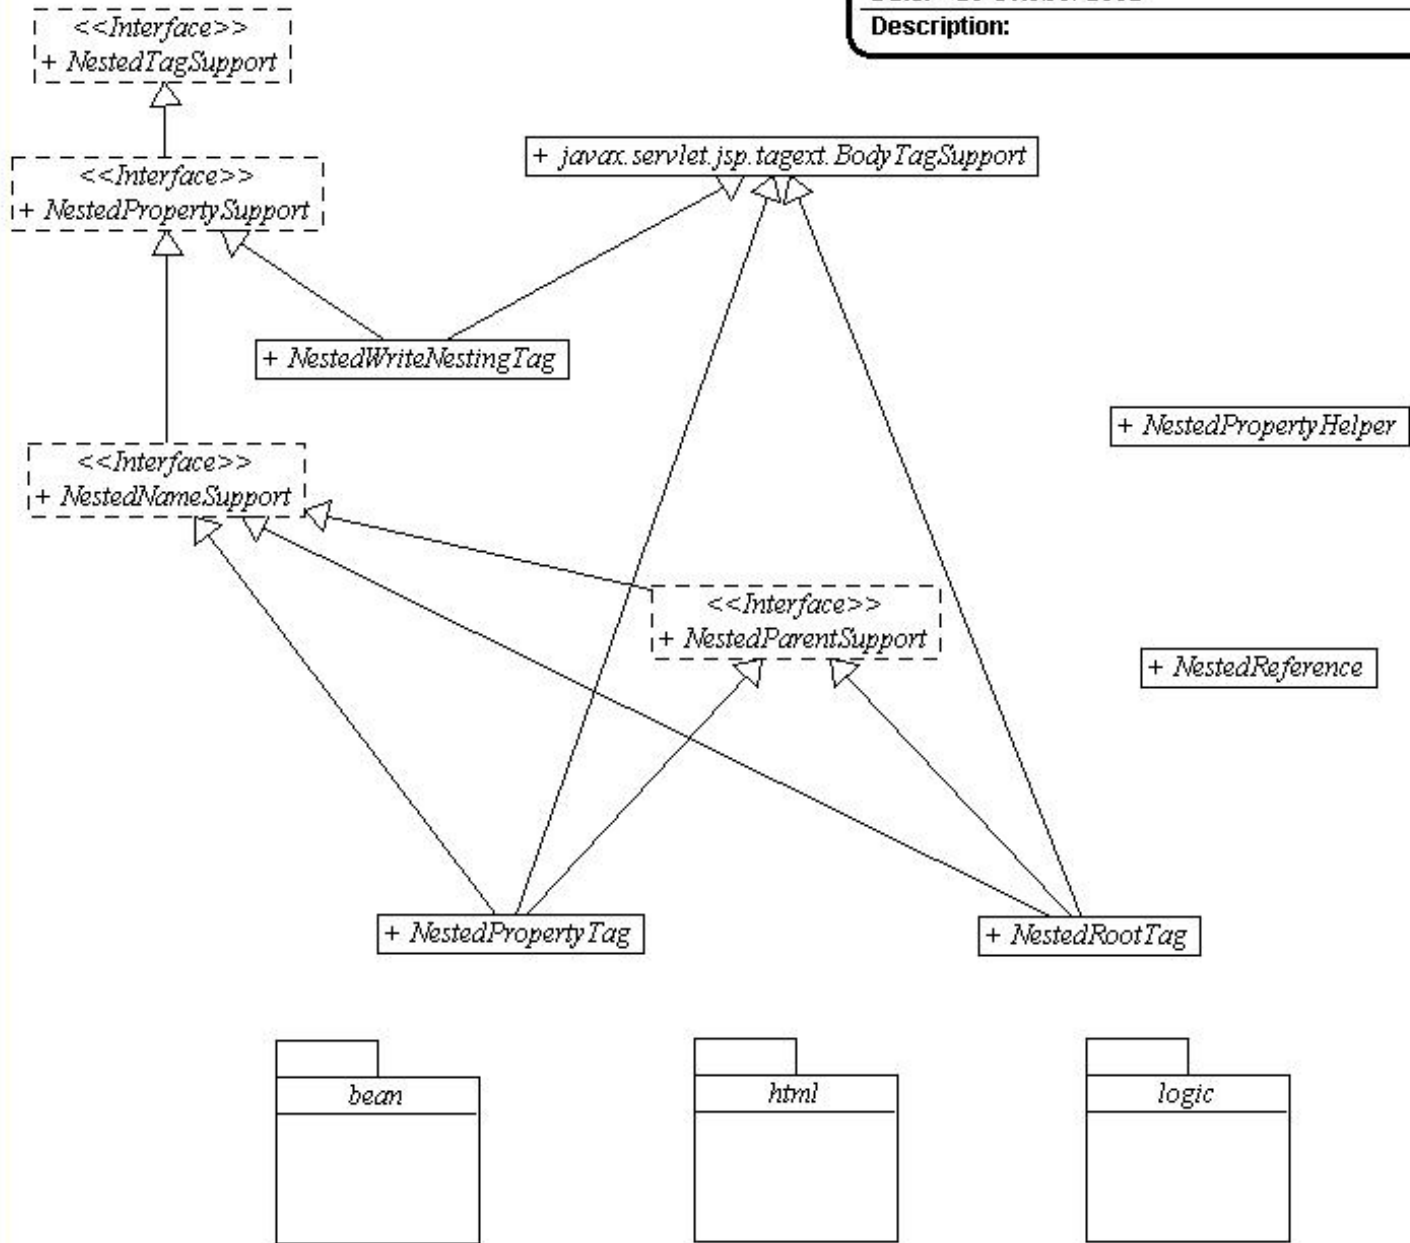 Description:
<<Interface>>
+ NestedTagSupport
+ javax.servlet.jsp.tagext.BodyTagSupport
<<Interface>>
+ NestedPropertySupport
+ NestedWriteNestingTag
+ NestedPropertyHelper
<<Interface>>
+ NestedNameSupport
<<Interface>>
+ NestedParentSupport
+ NestedReference
+ NestedPropertyTag
+ NestedRootTag
bean
html
logic